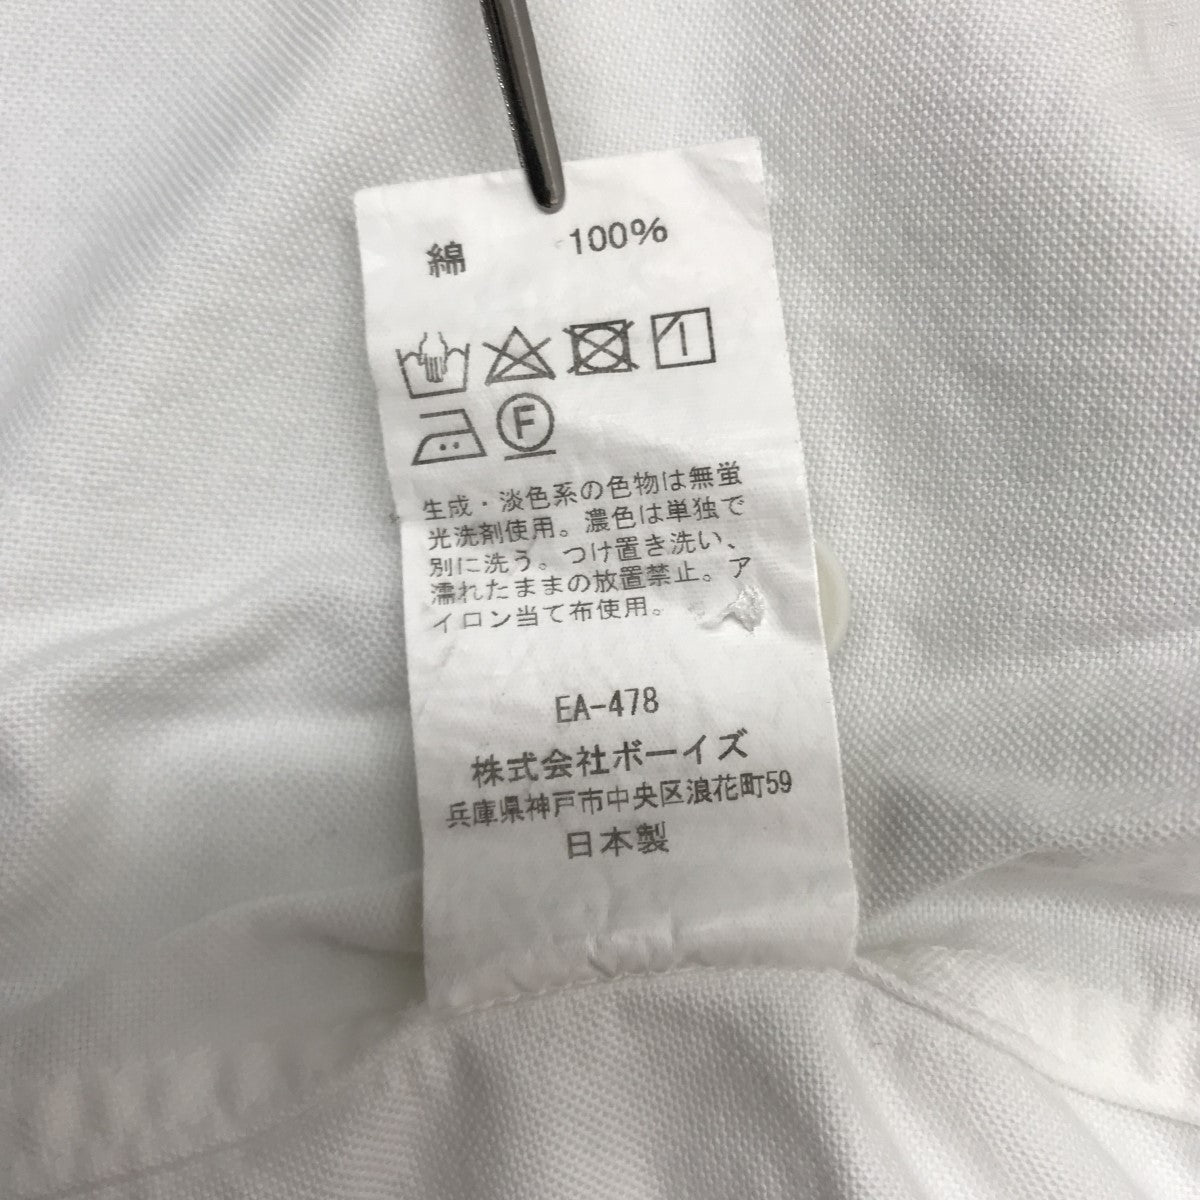 綿 100%
F
生成・淡色系の色物は無蛍
光洗剤使用。濃色は単独で
別に洗う。つけ置き洗い、
濡れたままの放置禁止。ア
イロン当て布使用。
EA-478
株式会社ボーイズ
兵庫県神戸市中央区浪花町59
日本製